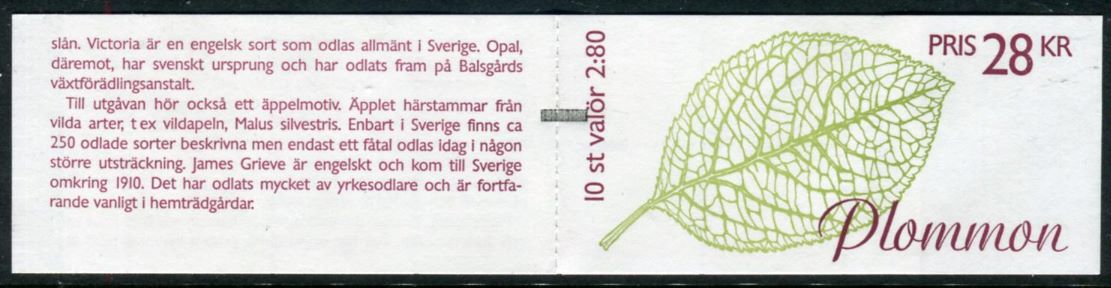 slån. Victoria är en engelsk sort som odlas allmänt i Sverige. Opal,
däremot, har svenskt ursprung och har odlats fram på Balsgårds
växtförädlingsanstalt.
Till utgåvan hör också ett äppelmotiv. Äpplet härstammar från
vilda arter, t ex vildapeln, Malus silvestris. Enbart i Sverige finns ca
250 odlade sorter beskrivna men endast ett fåtal odlas idag i någon
större utsträckning. James Grieve är engelskt och kom till Sverige
omkring 1910. Det har odlats mycket av yrkesodlare och är fortfa-
rande vanligt i hemträdgårdar.
10 st valör 2:80
PRIS 28 KR
Plommon